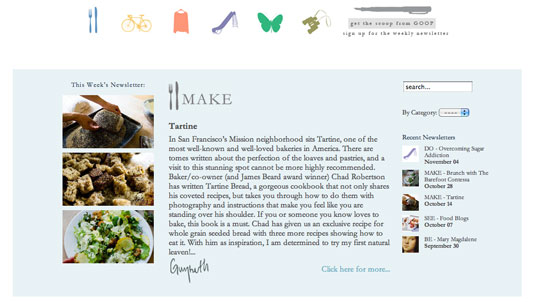 get the scoop from GOOP
sign up for the weekly newsletter
This Week's Newsletter:
MAKE
Tartine
In San Francisco's Mission neighborhood sits Tartine, one of the
most well-known and well-loved bakeries in America. There are
tomes written about the perfection of the loaves and pastries, and a
visit to this stunning spot cannot be more highly recommended.
Baker/co-owner (and James Beard award winner) Chad Robertson
has written Tartine Bread, a gorgeous cookbook that not only shares
his coveted recipes, but takes you through how to do them with
photography and instructions that make you feel like you are
standing over his shoulder. If you or someone you know loves to
bake, this book is a must. Chad has given us an exclusive recipe for
whole grain seeded bread with three more recipes showing how to
eat it. With him as inspiration, I am determined to try my first natural
leaven!...
Gwyneth
Click here for more...
search...
By Category: -----
Recent Newsletters
DO - Overcoming Sugar
Addiction
November 04
MAKE - Brunch with The
Barefoot Contessa
October 28
MAKE - Tartine
October 14
SEE - Food Blogs
October 07
BE - Mary Magdalene
September 30